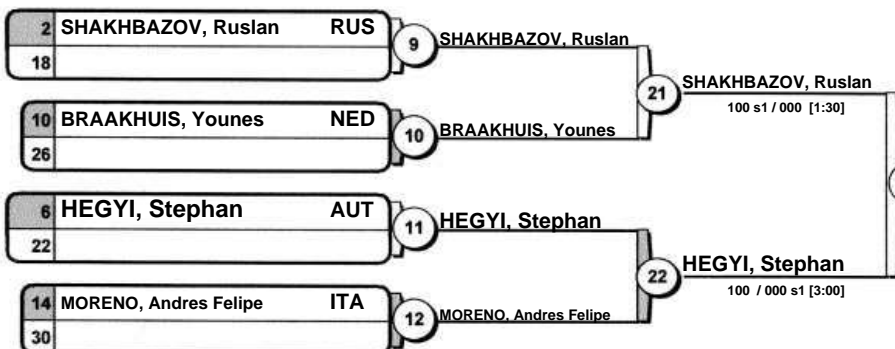 2 SHAKHBAZOV, Ruslan RUS
18
9 SHAKHBAZOV, Ruslan
10 BRAAKHUIS, Younes NED
26
10 BRAAKHUIS, Younes
21 SHAKHBAZOV, Ruslan
100 s1 / 000 [1:30]
6 HEGYI, Stephan AUT
22
11 HEGYI, Stephan
14 MORENO, Andres Felipe ITA
30
12 MORENO, Andres Felipe
22 HEGYI, Stephan
100 / 000 s1 [3:00]